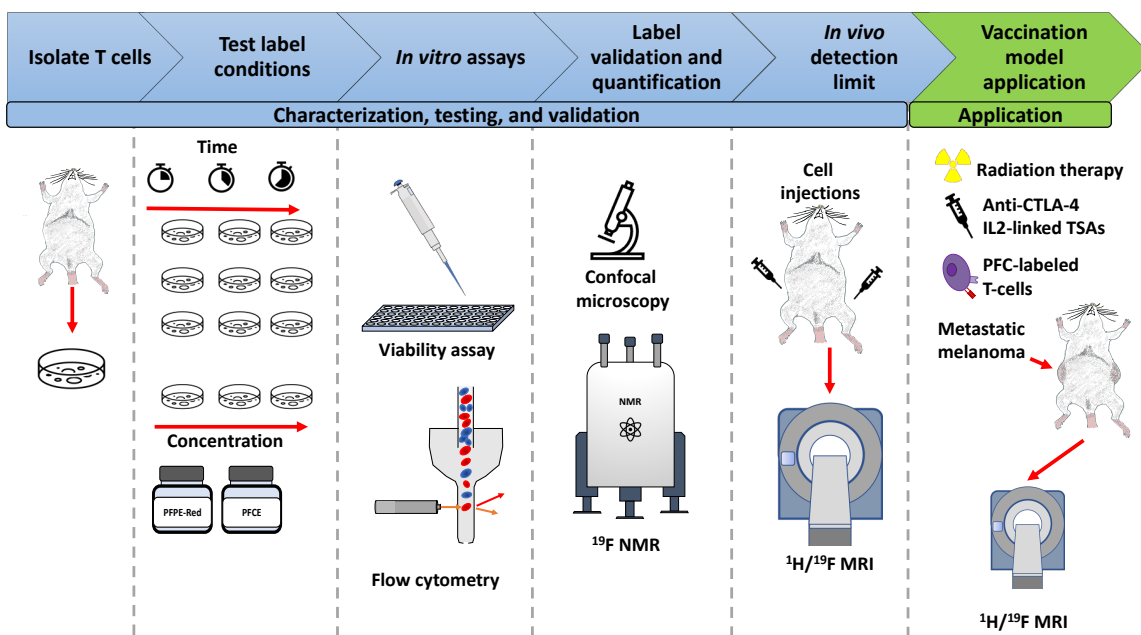 Isolate T cells
Test label
conditions
In vitro assays
Label
validation and
quantification
In vivo
detection
limit
Vaccination
model
application
Characterization, testing, and validation
Application
Time
Concentration
PFPE-Red
PFCE
Viability assay
Flow cytometry
Confocal
microscopy
NMR
¹⁹F NMR
Cell
injections
¹H/¹⁹F MRI
Radiation therapy
Anti-CTLA-4
IL2-linked TSAs
PFC-labeled
T-cells
Metastatic
melanoma
¹H/¹⁹F MRI